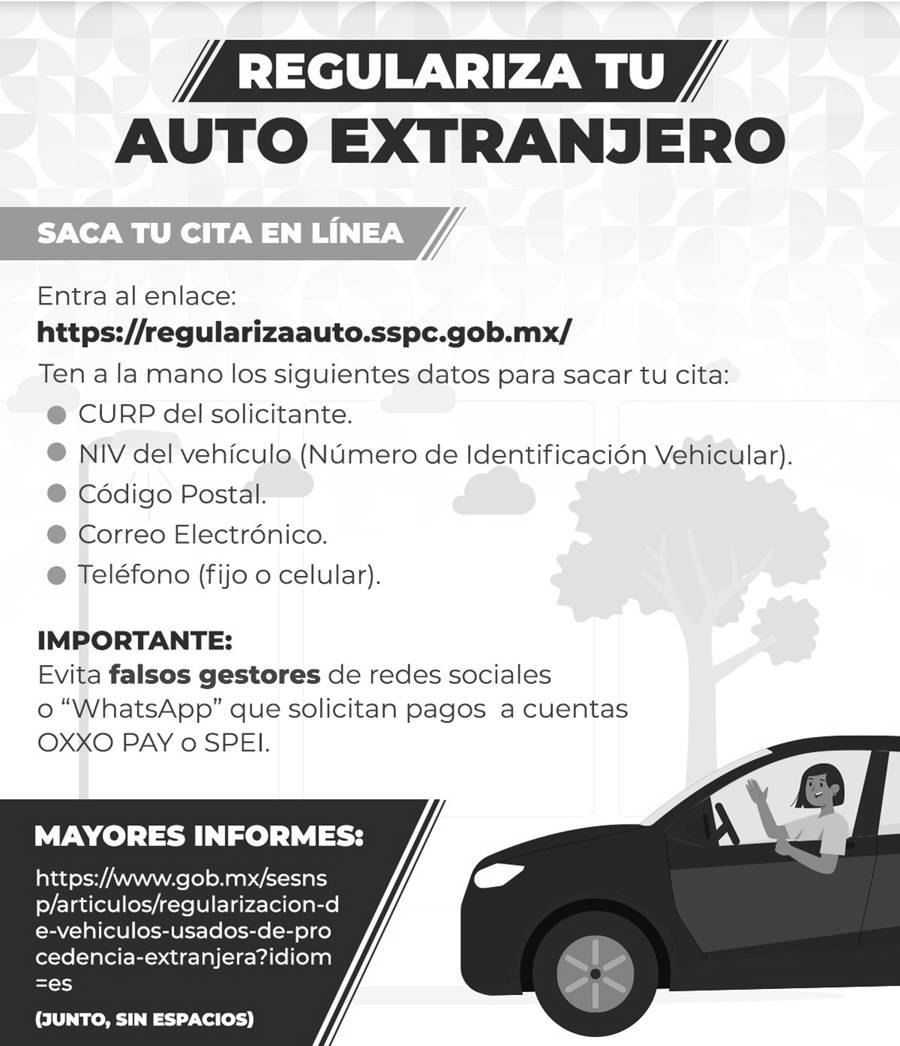 REGULARIZA TU
AUTO EXTRANJERO
SACA TU CITA EN LÍNEA
Entra al enlace:
https://regularizaauto.sspc.gob.mx/
Ten a la mano los siguientes datos para sacar tu cita:
● CURP del solicitante.
● NIV del vehículo (Número de Identificación Vehicular).
● Código Postal.
● Correo Electrónico.
● Teléfono (fijo o celular).
IMPORTANTE:
Evita falsos gestores de redes sociales
o “WhatsApp” que solicitan pagos a cuentas
OXXO PAY o SPEI.
MAYORES INFORMES:
https://www.gob.mx/sesns
p/articulos/regularizacion-d
e-vehiculos-usados-de-pro
cedencia-extranjera?idiom
=es
(JUNTO, SIN ESPACIOS)